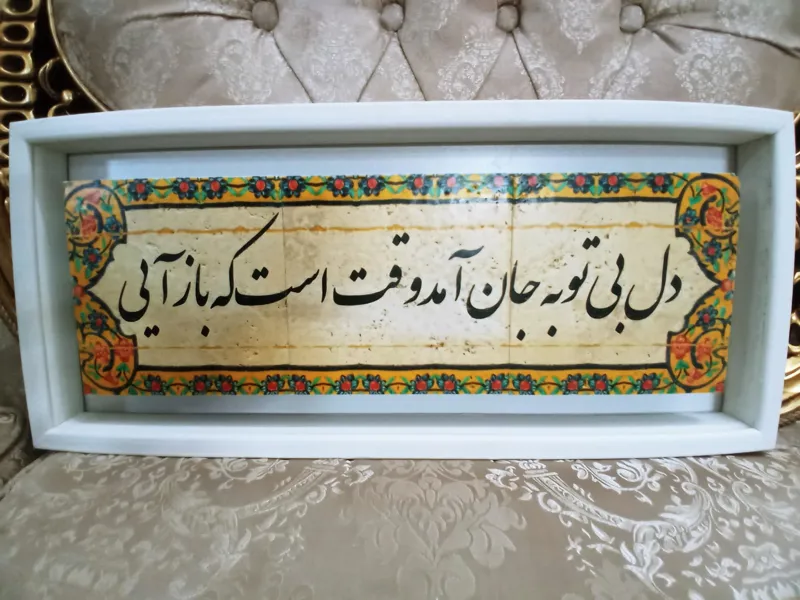 دل بی تو به جان آمد وقت است که باز آیی